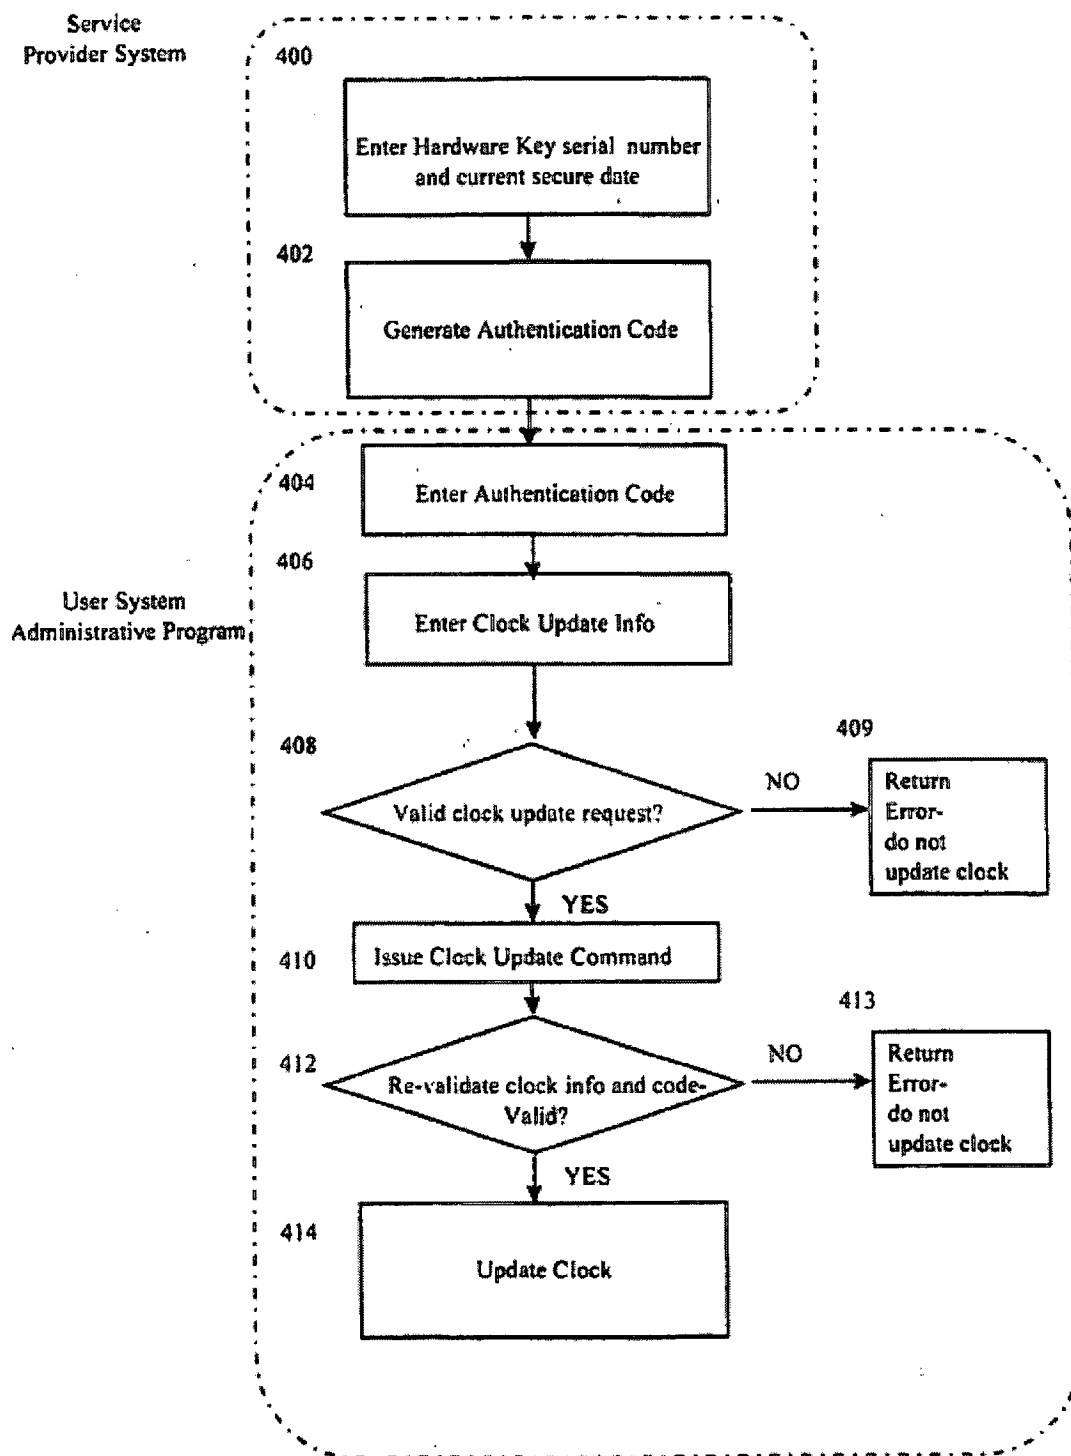 Service
Provider System
400
Enter Hardware Key serial number
and current secure date
402
Generate Authentication Code
404
Enter Authentication Code
406
Enter Clock Update Info
User System
Administrative Program
408
Valid clock update request?
NO
409
Return
Error-
do not
update clock
YES
410
Issue Clock Update Command
412
Re-validate clock info and code-
Valid?
NO
413
Return
Error-
do not
update clock
YES
414
Update Clock